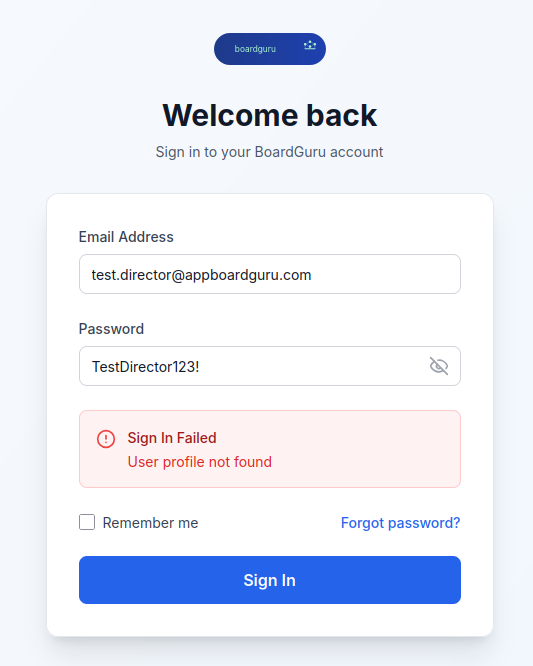 boardguru
Welcome back
Sign in to your BoardGuru account
Email Address
test.director@appboardguru.com
Password
TestDirector123!
Sign In Failed
User profile not found
Remember me
Forgot password?
Sign In